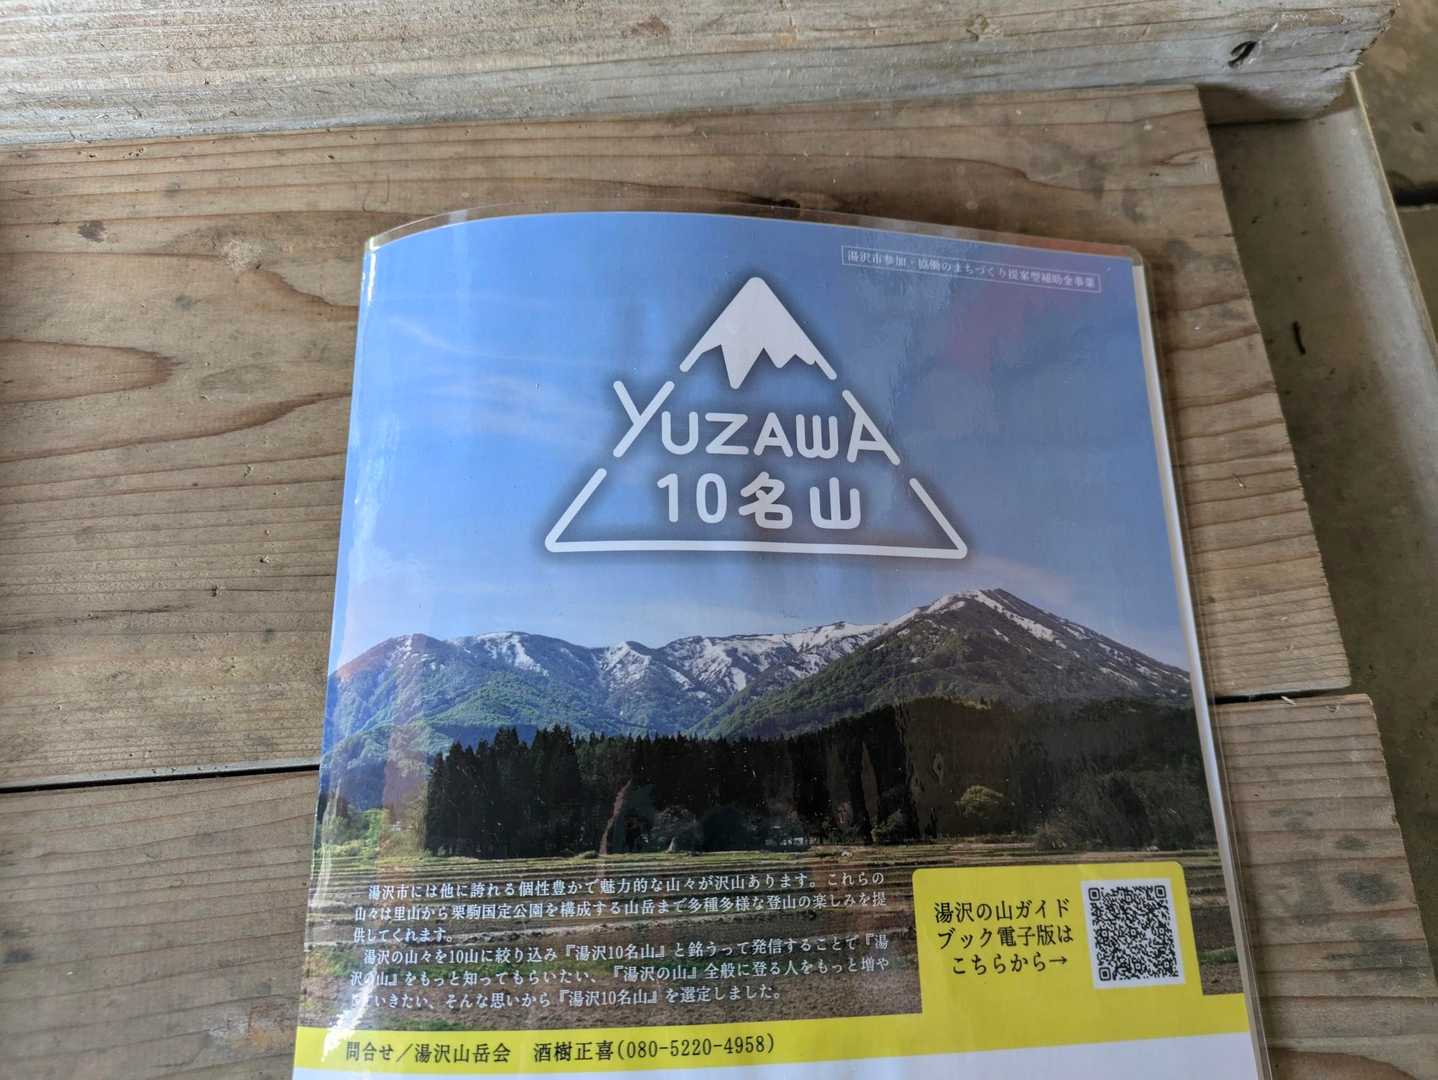 湯沢市参加・協働のまちづくり提案型補助金事業
YUZAWA
10名山
湯沢市には他に誇れる個性豊かで魅力的な山々が沢山あります。これらの
山々は里山から栗駒国定公園を構成する山岳まで多種多様な登山の楽しみを提
供してくれます。
湯沢の山々を10山に絞り込み『湯沢10名山』と銘うって発信することで『湯
沢の山』をもっと知ってもらいたい、『湯沢の山』全般に登る人をもっと増や
していきたい、そんな思いから『湯沢10名山』を選定しました。
湯沢の山ガイド
ブック電子版は
こちらから→
問合せ/湯沢山岳会 酒樹正喜(080-5220-4958)